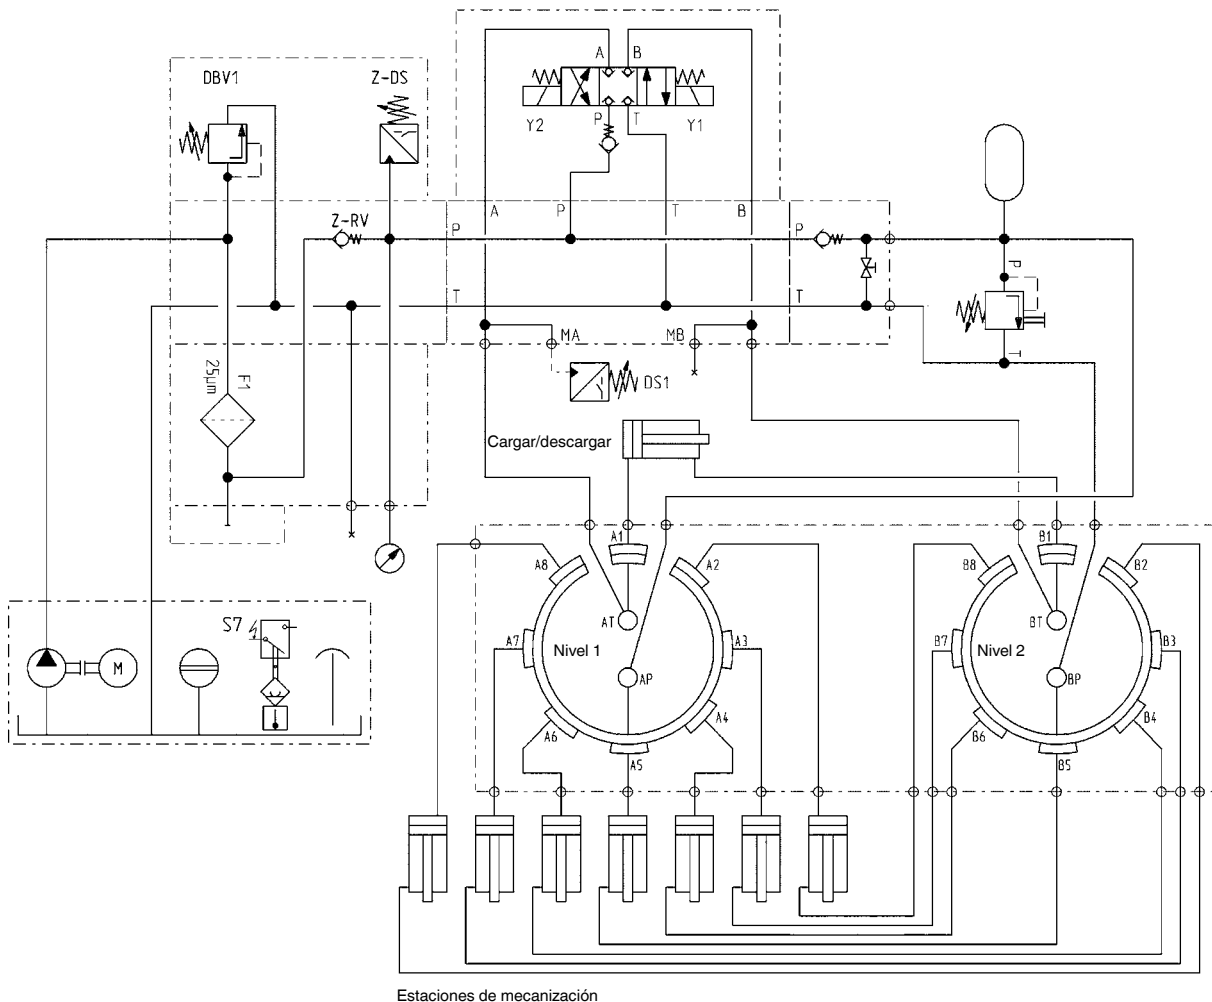 A B
DBV1
Z-DS
P T
Y2
Y1
A
P
T
B
Z-RV
P
P
P
T
T
MA
MB
T
25µm
F1
DS1
Cargar/descargar
A1
B1
A8
A2
B8
B2
S7
AT
BT
A7
Nivel 1
A3
B7
Nivel 2
B3
M
AP
BP
A6
A4
B6
B4
A5
B5
Estaciones de mecanización